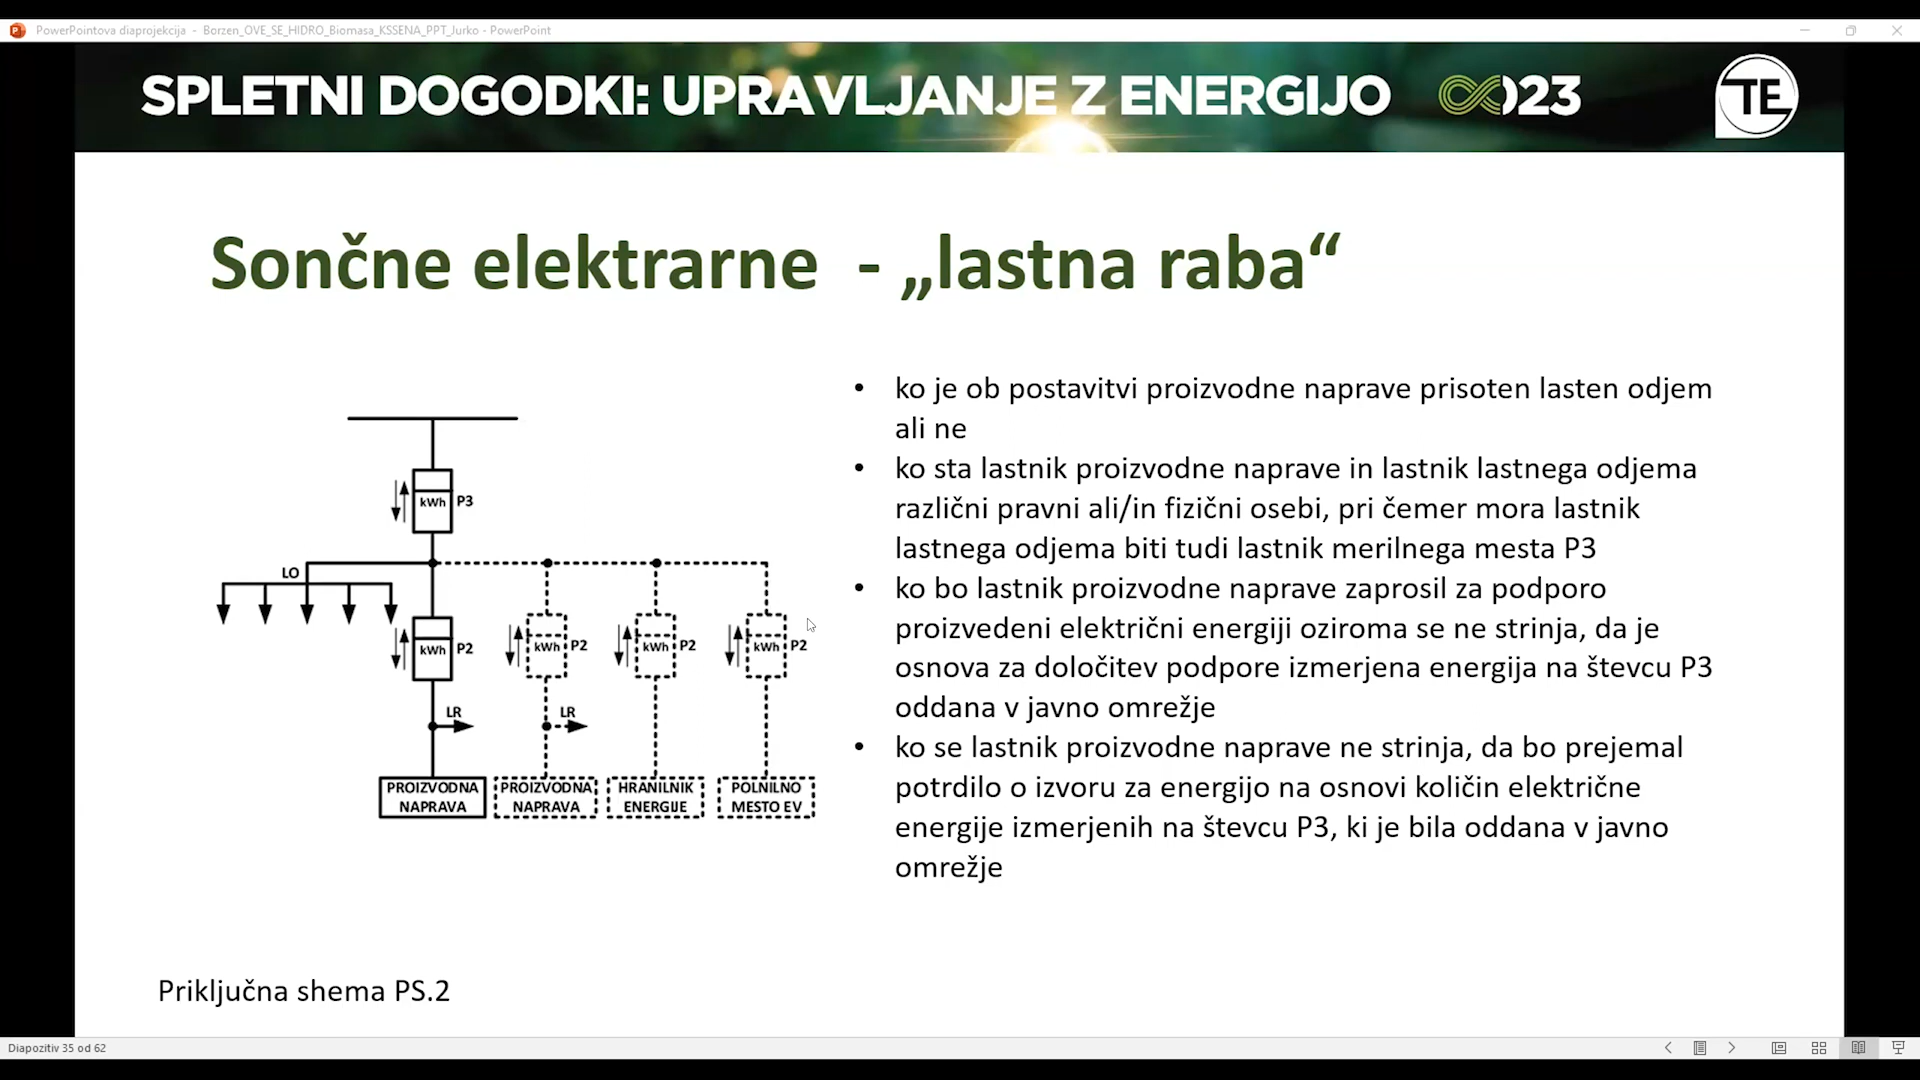 PowerPointova diaprojekcija - Borzen_OVE_SE_HIDRO_Biomasa_KSSENA_PPT_Jurko - PowerPoint
SPLETNI DOGODKI: UPRAVLJANJE Z ENERGIJO
23
TE
Sončne elektrarne - „lastna raba“
kWh P3
LO
kWh P2
kWh P2
kWh P2
kWh P2
LR
LR
PROIZVODNA
NAPRAVA
PROIZVODNA
NAPRAVA
HRANILNIK
ENERGIJE
POLNILNO
MESTO EV
• ko je ob postavitvi proizvodne naprave prisoten lasten odjem
ali ne
• ko sta lastnik proizvodne naprave in lastnik lastnega odjema
različni pravni ali/in fizični osebi, pri čemer mora lastnik
lastnega odjema biti tudi lastnik merilnega mesta P3
• ko bo lastnik proizvodne naprave zaprosil za podporo
proizvedeni električni energiji oziroma se ne strinja, da je
osnova za določitev podpore izmerjena energija na števcu P3
oddana v javno omrežje
• ko se lastnik proizvodne naprave ne strinja, da bo prejemal
potrdilo o izvoru za energijo na osnovi količin električne
energije izmerjenih na števcu P3, ki je bila oddana v javno
omrežje
Priključna shema PS.2
Diapozitiv 35 od 62